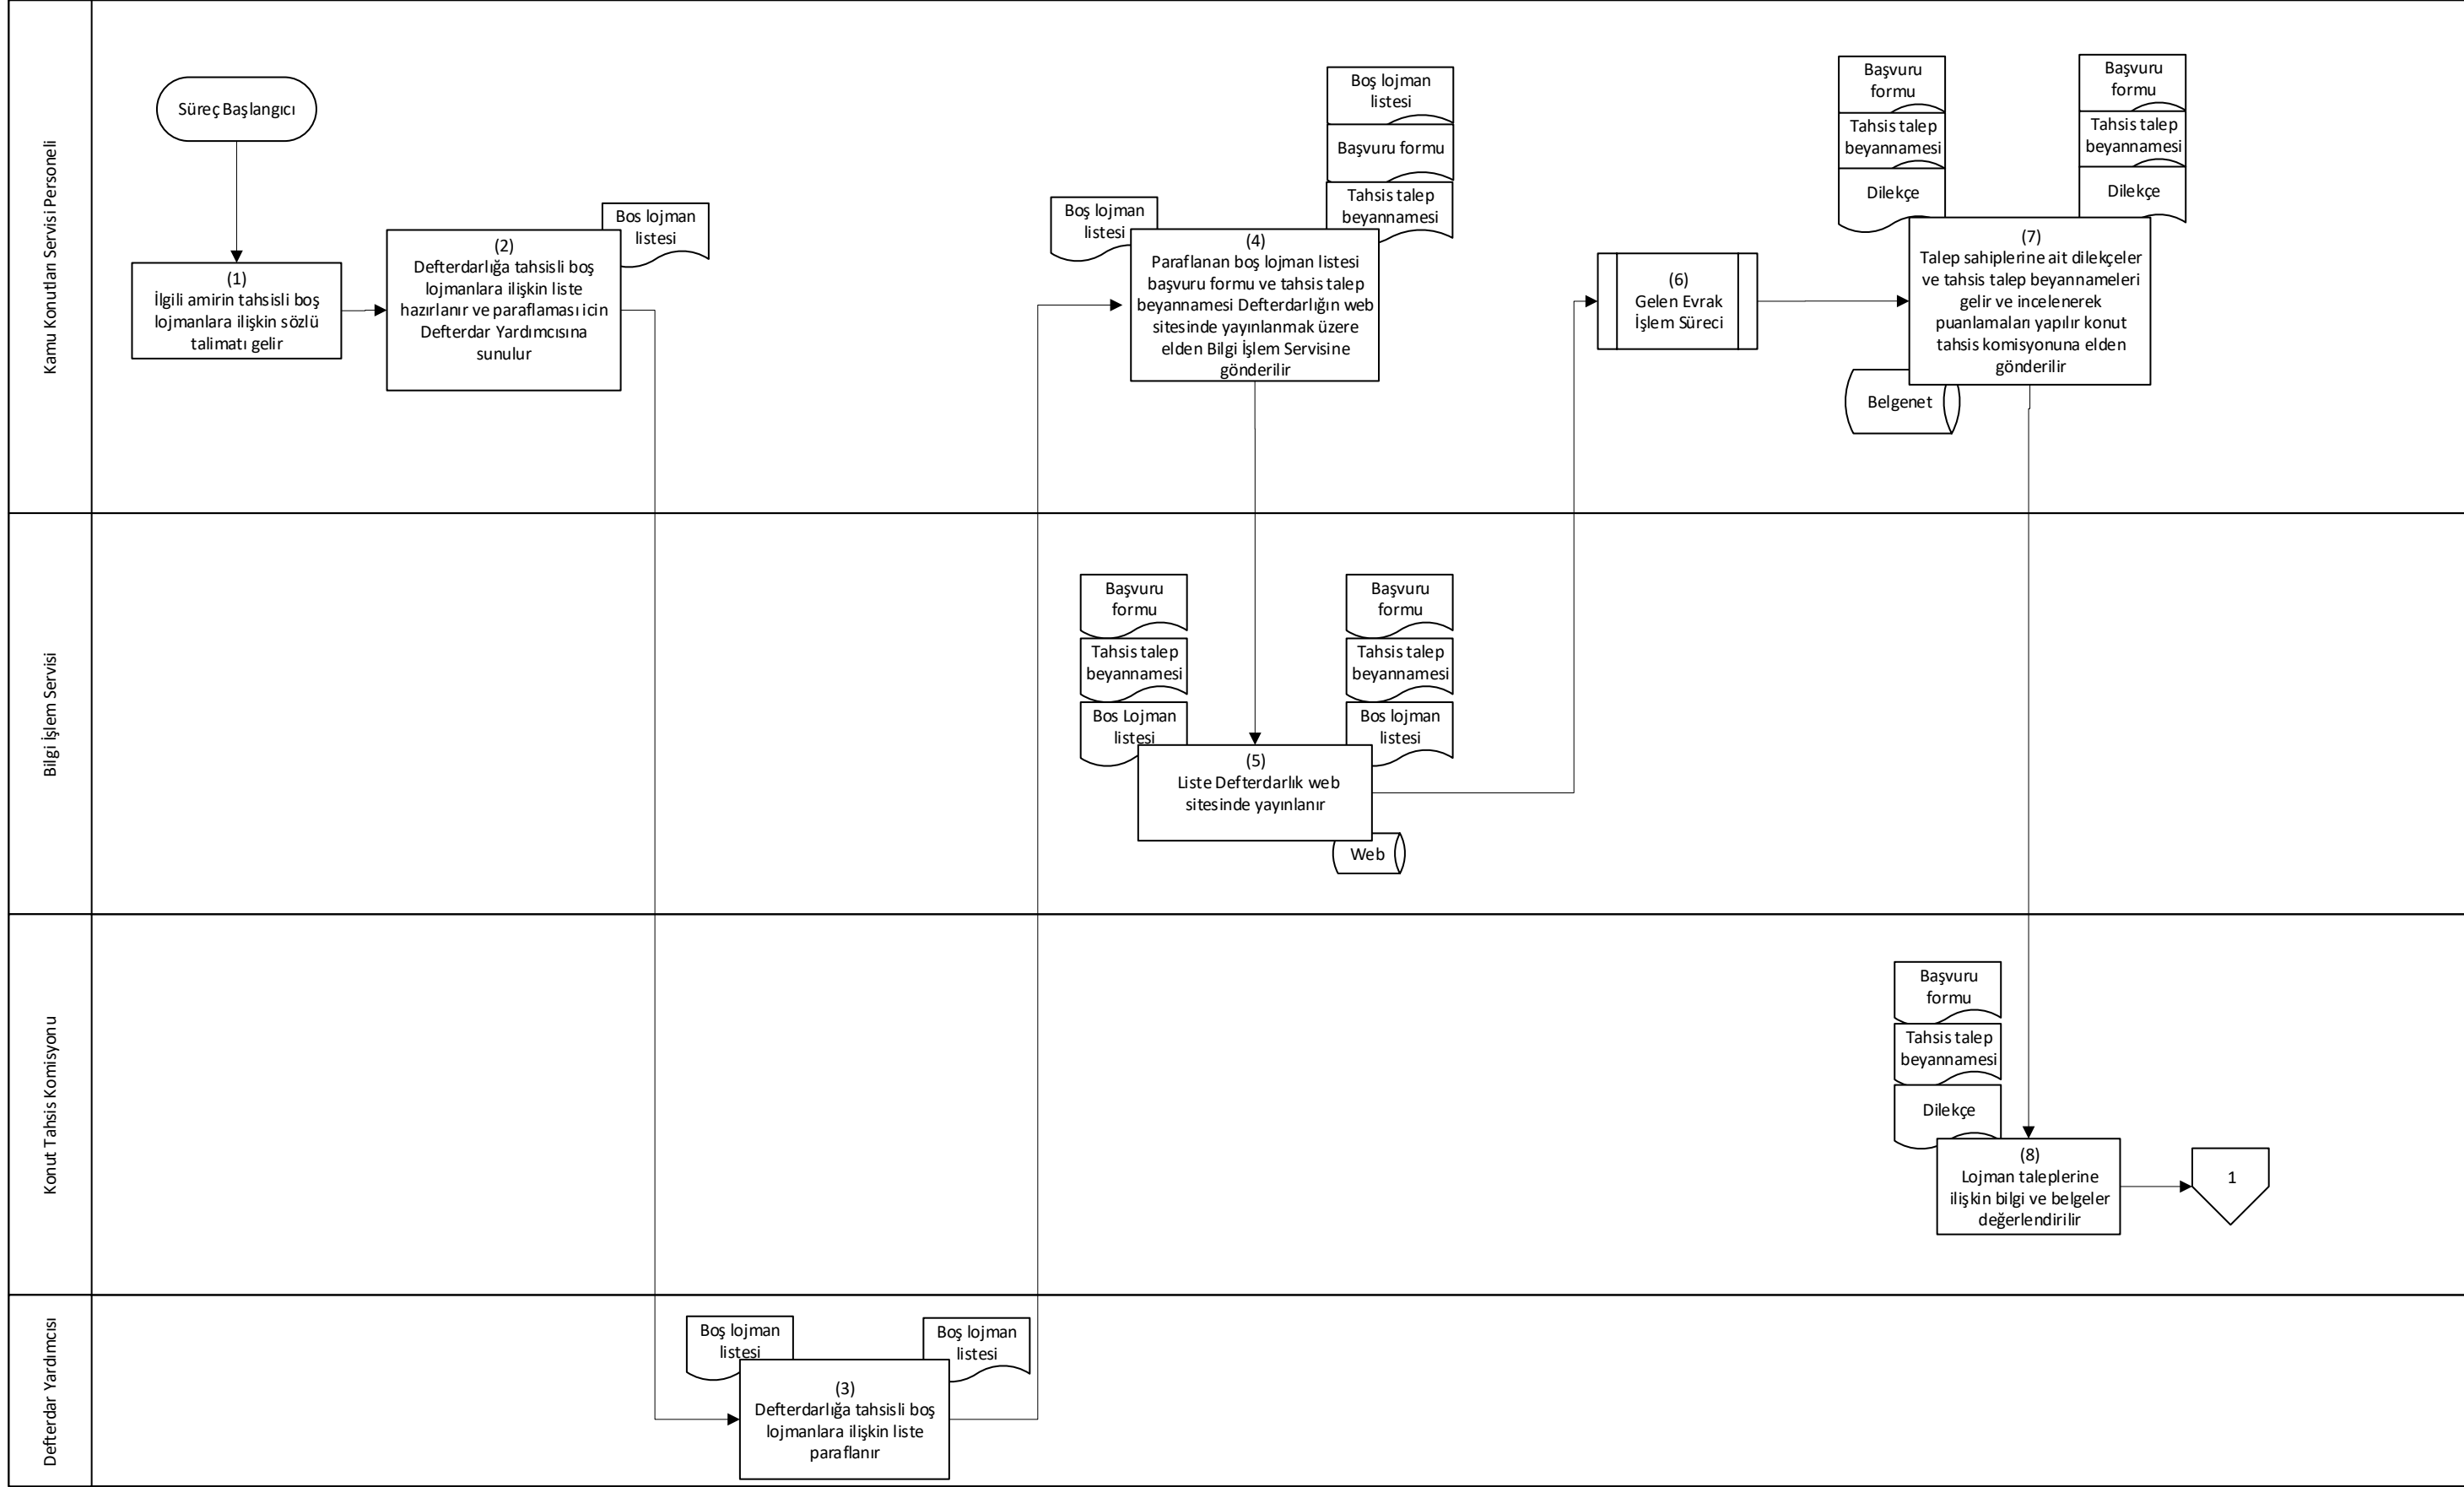 Kamu Konutları Servisi Personeli
Süreç Başlangıcı
(1)
İlgili amirin tahsisli boş
lojmanlara ilişkin sözlü
talimatı gelir
Bos lojman
listesi
(2)
Defterdarlığa tahsisli boş
lojmanlara ilişkin liste
hazırlanır ve paraflaması icin
Defterdar Yardımcısına
sunulur
Boş lojman
listesi
Boş lojman
listesi
Başvuru formu
Tahsis talep
beyannamesi
(4)
Paraflanan boş lojman listesi
başvuru formu ve tahsis talep
beyannamesi Defterdarlığın web
sitesinde yayınlanmak üzere
elden Bilgi İşlem Servisine
gönderilir
(6)
Gelen Evrak
İşlem Süreci
Başvuru
formu
Tahsis talep
beyannamesi
Dilekçe
Başvuru
formu
Tahsis talep
beyannamesi
Dilekçe
(7)
Talep sahiplerine ait dilekçeler
ve tahsis talep beyannameleri
gelir ve incelenerek
puanlamaları yapılır konut
tahsis komisyonuna elden
gönderilir
Belgenet
Bilgi İşlem Servisi
Başvuru
formu
Tahsis talep
beyannamesi
Bos Lojman
listesi
Başvuru
formu
Tahsis talep
beyannamesi
Bos lojman
listesi
(5)
Liste Defterdarlık web
sitesinde yayınlanır
Web
Konut Tahsis Komisyonu
Başvuru
formu
Tahsis talep
beyannamesi
Dilekçe
(8)
Lojman taleplerine
ilişkin bilgi ve belgeler
değerlendirilir
1
Defterdar Yardımcısı
Boş lojman
listesi
Boş lojman
listesi
(3)
Defterdarlığa tahsisli boş
lojmanlara ilişkin liste
paraflanır